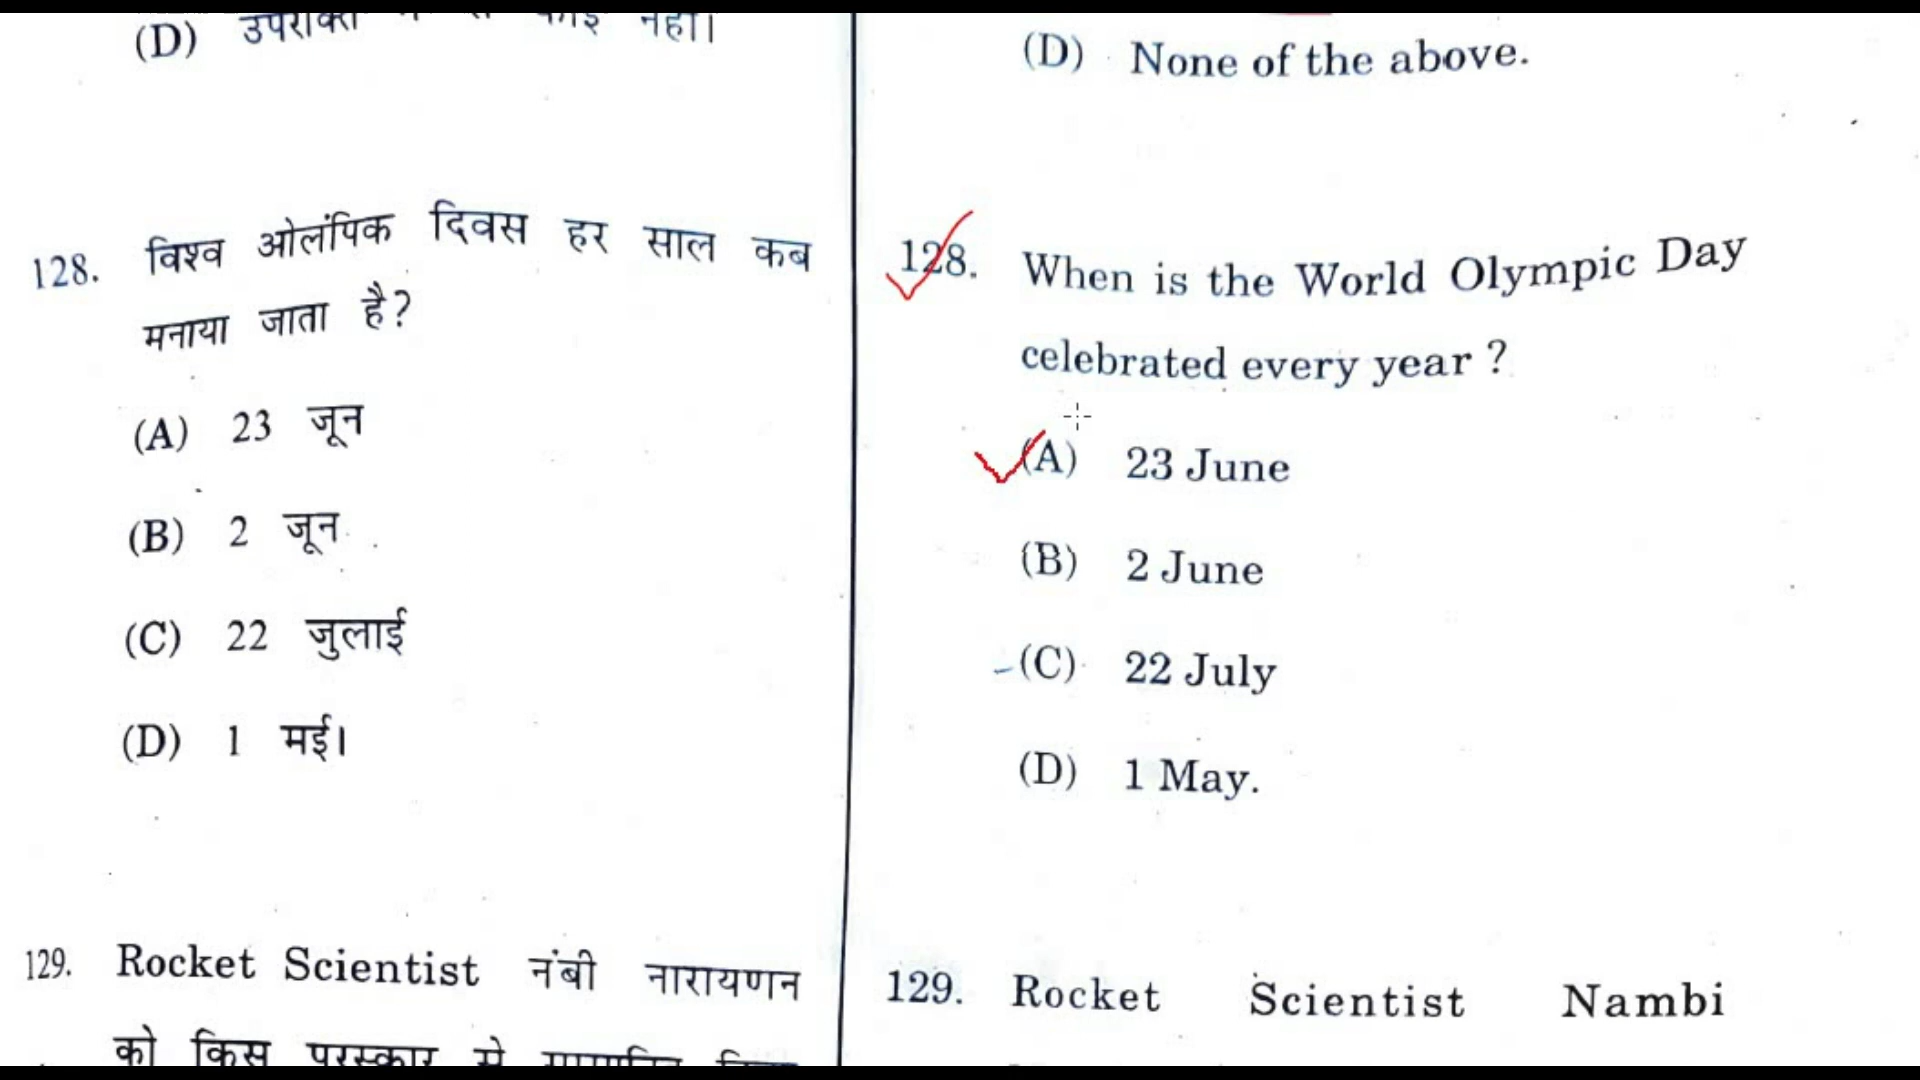 (D) उपरोक्त में से कोई नहीं।
128. विश्व ओलंपिक दिवस हर साल कब
मनाया जाता है?
(A) 23 जून
(B) 2 जून
(C) 22 जुलाई
(D) 1 मई।
129. Rocket Scientist नंबी नारायणन
को किस
(D) None of the above.
128. When is the World Olympic Day
celebrated every year ?
(A) 23 June
(B) 2 June
(C) 22 July
(D) 1 May.
129. Rocket Scientist Nambi